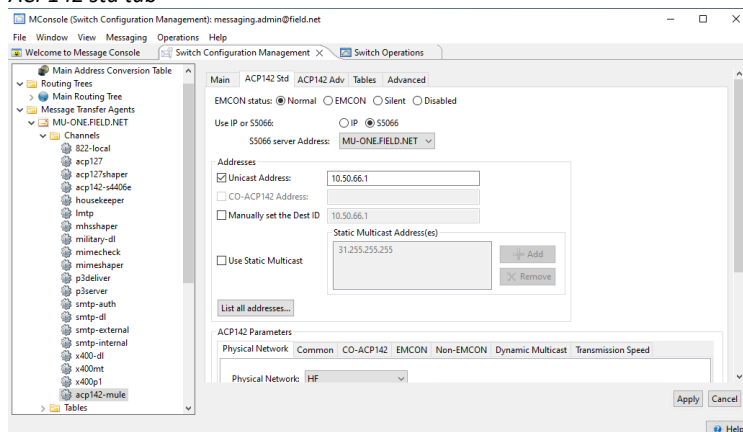 ACP142 std tab
MConsole (Switch Configuration Management): messaging.admin@field.net
File Window View Messaging Operations Help
Welcome to Message Console
Switch Configuration Management
Switch Operations
Main Address Conversion Table
Routing Trees
Main Routing Tree
Message Transfer Agents
MU-ONE.FIELD.NET
Channels
822-local
acp127
acp127shaper
acp142-s4406e
housekeeper
lmtp
mhsshaper
military-dl
mimecheck
mimeshaper
p3deliver
p3server
smtp-auth
smtp-dl
smtp-external
smtp-internal
x400-dl
x400mt
x400p1
acp142-mule
Tables
Main ACP142 Std ACP142 Adv Tables Advanced
EMCON status: Normal EMCON Silent Disabled
Use IP or S5066: IP S5066
S5066 server Address: MU-ONE.FIELD.NET
Addresses
Unicast Address: 10.50.66.1
CO-ACP142 Address:
Manually set the Dest ID 10.50.66.1
Static Multicast Address(es)
Use Static Multicast
31.255.255.255
Add
Remove
List all addresses...
ACP142 Parameters
Physical Network Common CO-ACP142 EMCON Non-EMCON Dynamic Multicast Transmission Speed
Physical Network: HF
Apply Cancel
Help